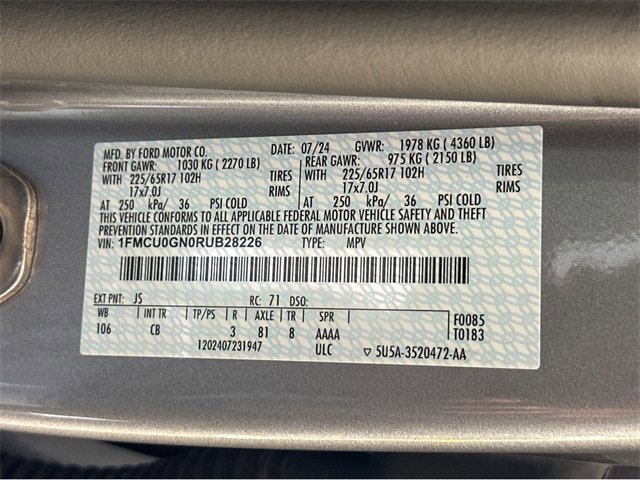 MFD. BY FORD MOTOR CO. DATE: 07/24 GVWR: 1978 KG ( 4360 LB)
FRONT GAWR: 1030 KG ( 2270 LB) REAR GAWR: 975 KG ( 2150 LB)
WITH 225/65R17 102H TIRES WITH 225/65R17 102H TIRES
17x7.0J RIMS 17x7.0J RIMS
AT 250 kPa/ 36 PSI COLD AT 250 kPa/ 36 PSI COLD
THIS VEHICLE CONFORMS TO ALL APPLICABLE FEDERAL MOTOR VEHICLE SAFETY AND THEFT
PREVENTION STANDARDS IN EFFECT ON THE DATE OF MANUFACTURE SHOWN ABOVE.
VIN: 1FMCU0GN0RUB28226 TYPE: MPV
EXT PNT: JS RC: 71 DSO:
WB INT TR TP/PS R AXLE TR SPR F0085
106 CB 3 81 8 AAAA T0183
1202407231947 ULC ▽ 5U5A-3520472-AA